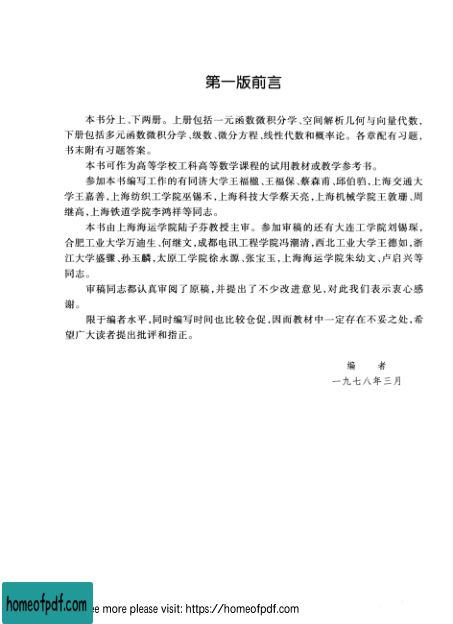 第一版前言
本书分上、下两册。上册包括一元函数微积分学、空间解析几何与向量代数，
下册包括多元函数微积分学、级数、微分方程、线性代数和概率论。各章配有习题，
书末附有习题答案。
本书可作为高等学校工科高等数学课程的试用教材或教学参考书。
参加本书编写工作的有同济大学王福楹、王福保、蔡森甫、邱伯驺，上海交通大
学王嘉善，上海纺织工学院巫锡禾，上海科技大学蔡天亮，上海机械学院王敦珊、周
继高，上海铁道学院李鸿祥等同志。
本书由上海海运学院陆子芬教授主审。参加审稿的还有大连工学院刘锡琛，
合肥工业大学万迪生、何继文，成都电讯工程学院冯潮清，西北工业大学王德如，浙
江大学盛骤、孙玉麟，太原工学院徐永源、张宝玉，上海海运学院朱幼文、卢启兴等
同志。
审稿同志都认真审阅了原稿，并提出了不少改进意见，对此我们表示衷心感
谢。
限于编者水平，同时编写时间也比较仓促，因而教材中一定存在不妥之处，希
望广大读者提出批评和指正。
编 者
一九七八年三月
homeofpdf.com
more please visit: https://homeofpdf.com